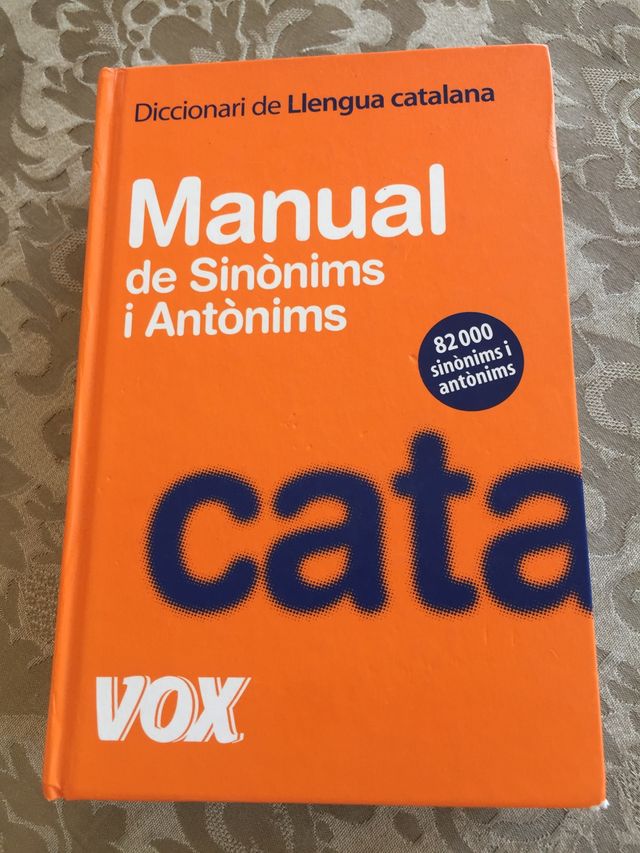 Diccionari de Llengua catalana
Manual
de Sinònims
i Antònims
82 000
sinònims i
antònims
cata
VOX